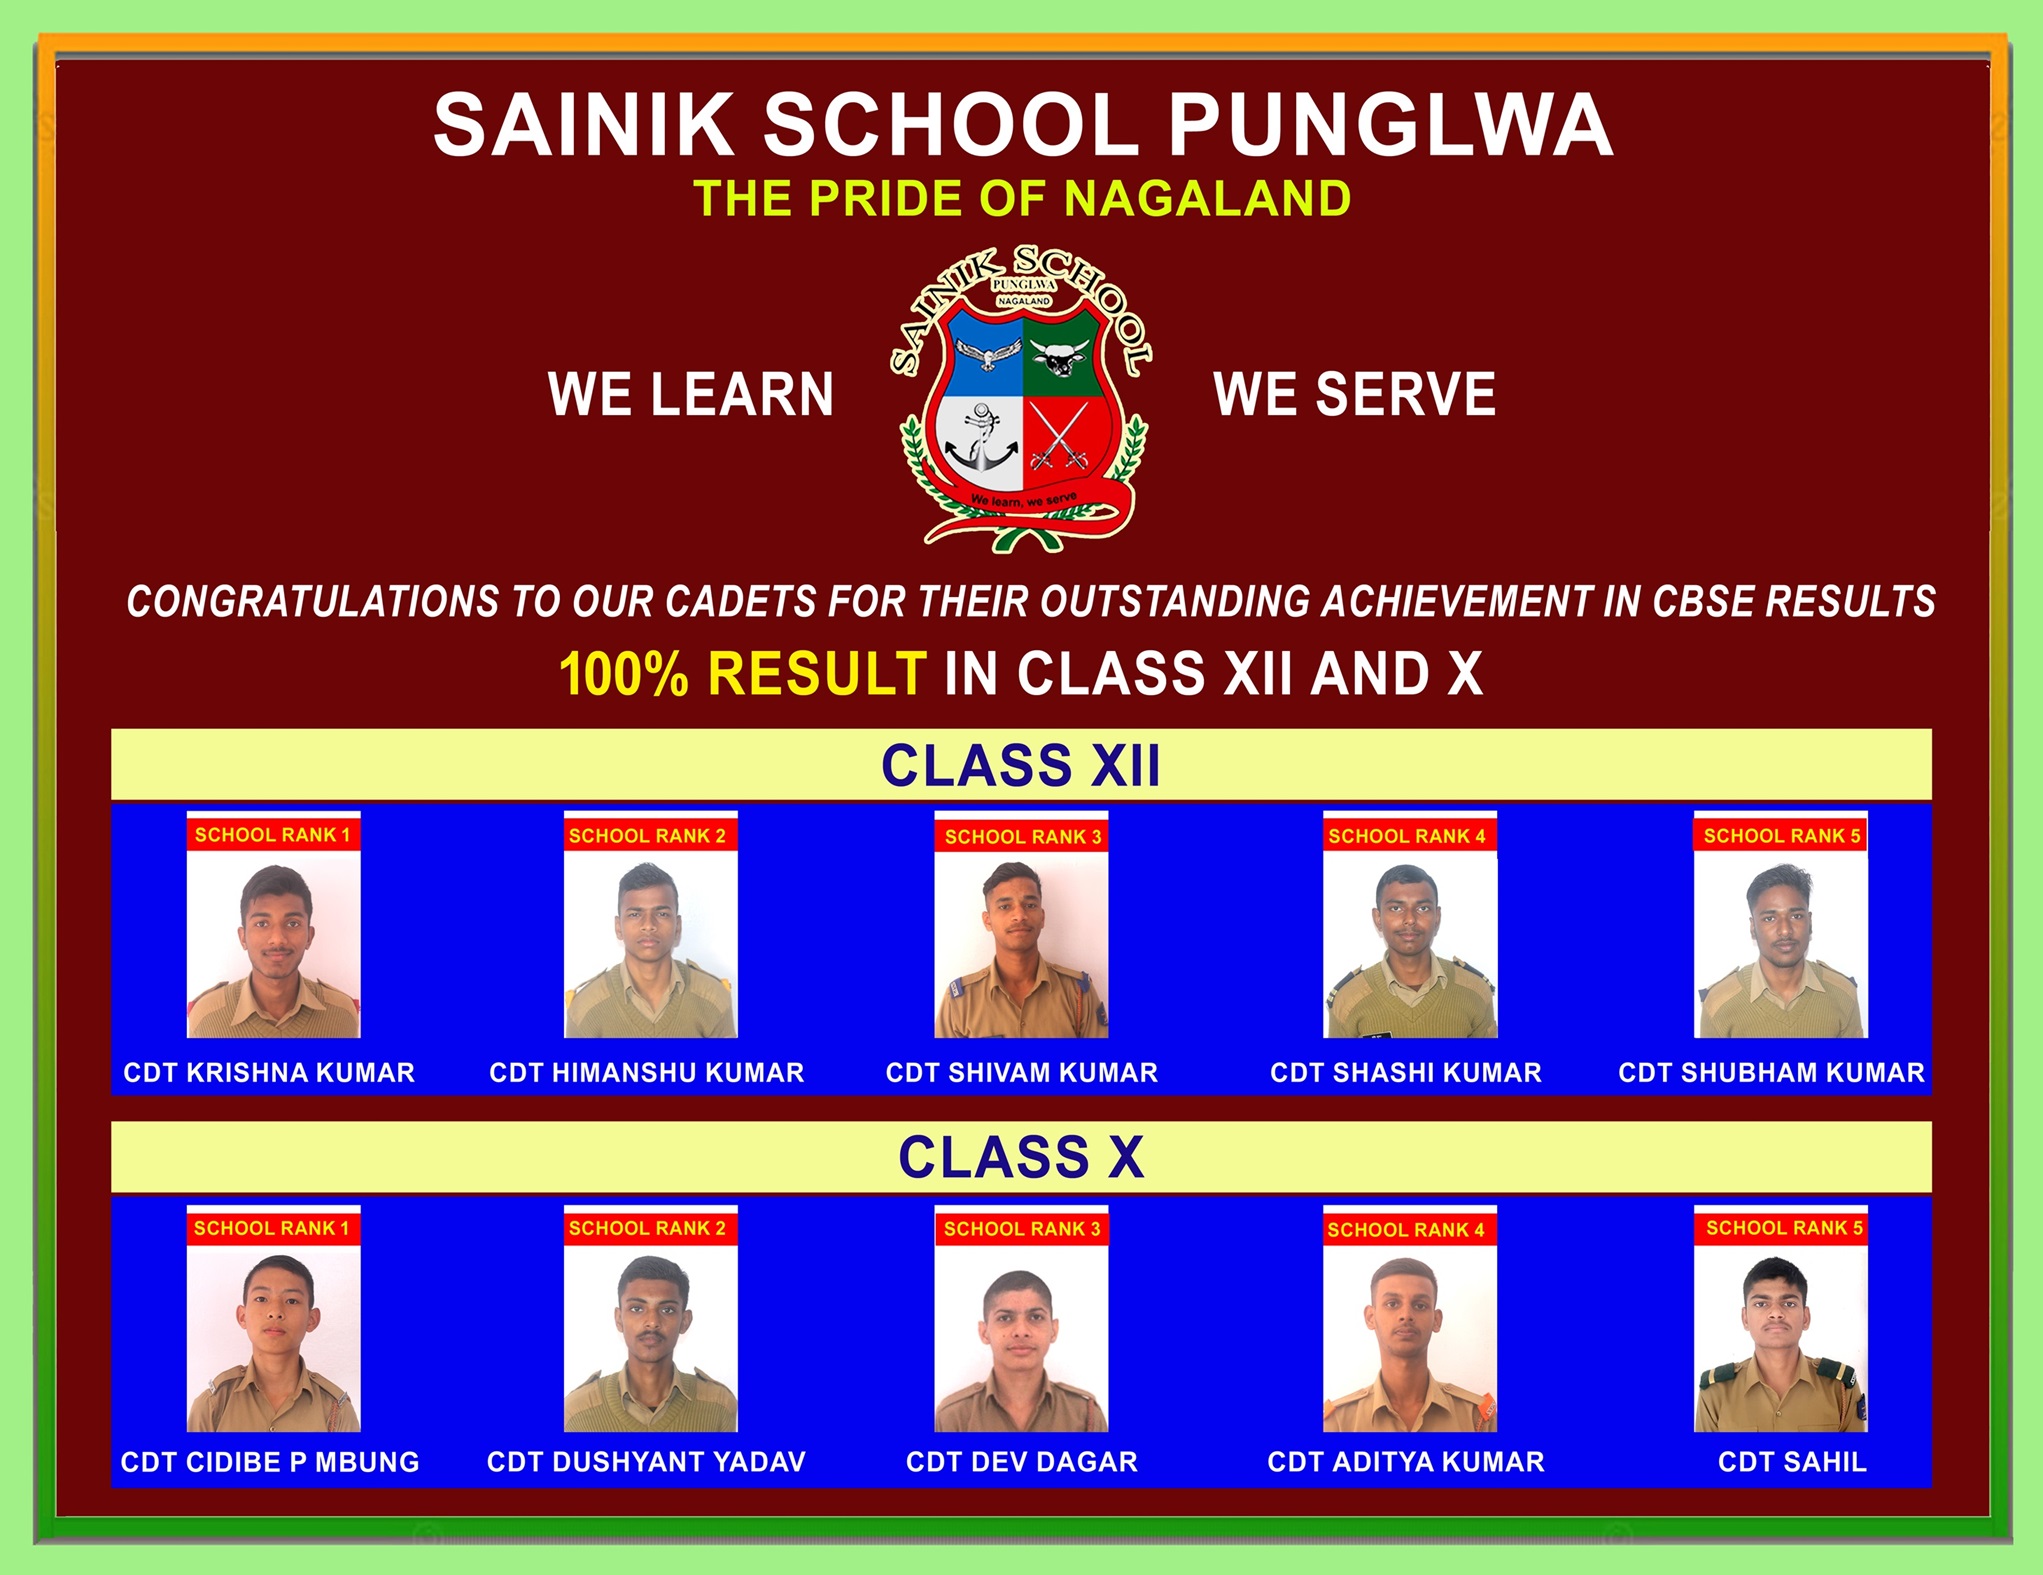 SAINIK SCHOOL PUNGLWA
THE PRIDE OF NAGALAND
SAINIK SCHOOL
PUNGLWA
NAGALAND
WE LEARN
WE SERVE
We learn, we serve
CONGRATULATIONS TO OUR CADETS FOR THEIR OUTSTANDING ACHIEVEMENT IN CBSE RESULTS
100% RESULT IN CLASS XII AND X
CLASS XII
SCHOOL RANK 1
SCHOOL RANK 2
SCHOOL RANK 3
SCHOOL RANK 4
SCHOOL RANK 5
CDT KRISHNA KUMAR
CDT HIMANSHU KUMAR
CDT SHIVAM KUMAR
CDT SHASHI KUMAR
CDT SHUBHAM KUMAR
CLASS X
SCHOOL RANK 1
SCHOOL RANK 2
SCHOOL RANK 3
SCHOOL RANK 4
SCHOOL RANK 5
CDT CIDIBE P MBUNG
CDT DUSHYANT YADAV
CDT DEV DAGAR
CDT ADITYA KUMAR
CDT SAHIL